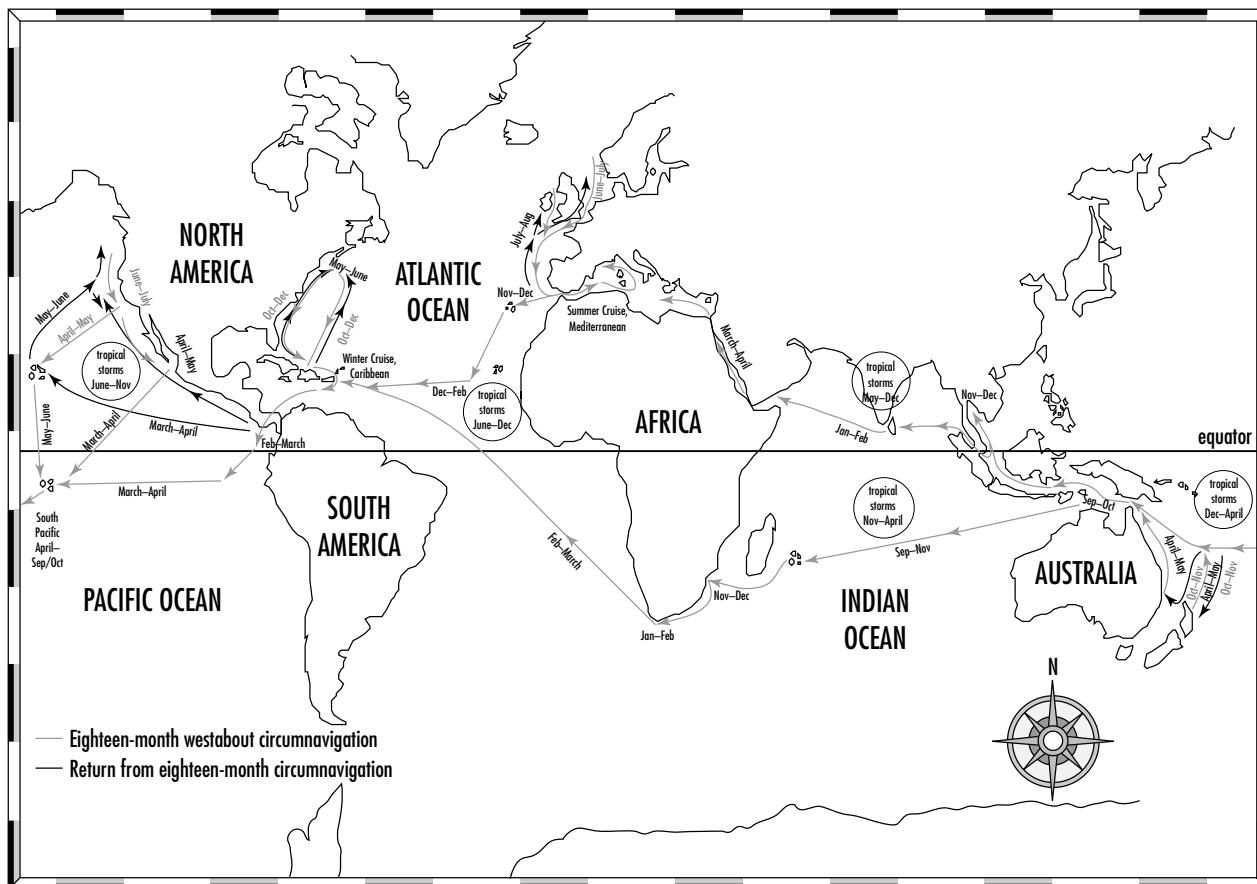 NORTH
AMERICA
ATLANTIC
OCEAN
June–July
July–Aug
May–June
Oct–Dec
Oct–Dec
Nov–Dec
Summer Cruise,
Mediterranean
May–June
June–July
April–May
April–May
tropical
storms
June–Nov
Winter Cruise,
Caribbean
Dec–Feb
tropical
storms
June–Dec
AFRICA
March–April
tropical
storms
May–Dec
Jan–Feb
Nov–Dec
May–June
March–April
March–April
Feb–March
equator
March–April
South
Pacific
April–
Sep/Oct
SOUTH
AMERICA
Feb–March
tropical
storms
Nov–April
Sep–Oct
tropical
storms
Dec–April
Sep–Nov
April–May
Oct–Nov
April–May
Oct–Nov
PACIFIC OCEAN
Nov–Dec
Jan–Feb
INDIAN
OCEAN
AUSTRALIA
N
Eighteen-month westabout circumnavigation
Return from eighteen-month circumnavigation